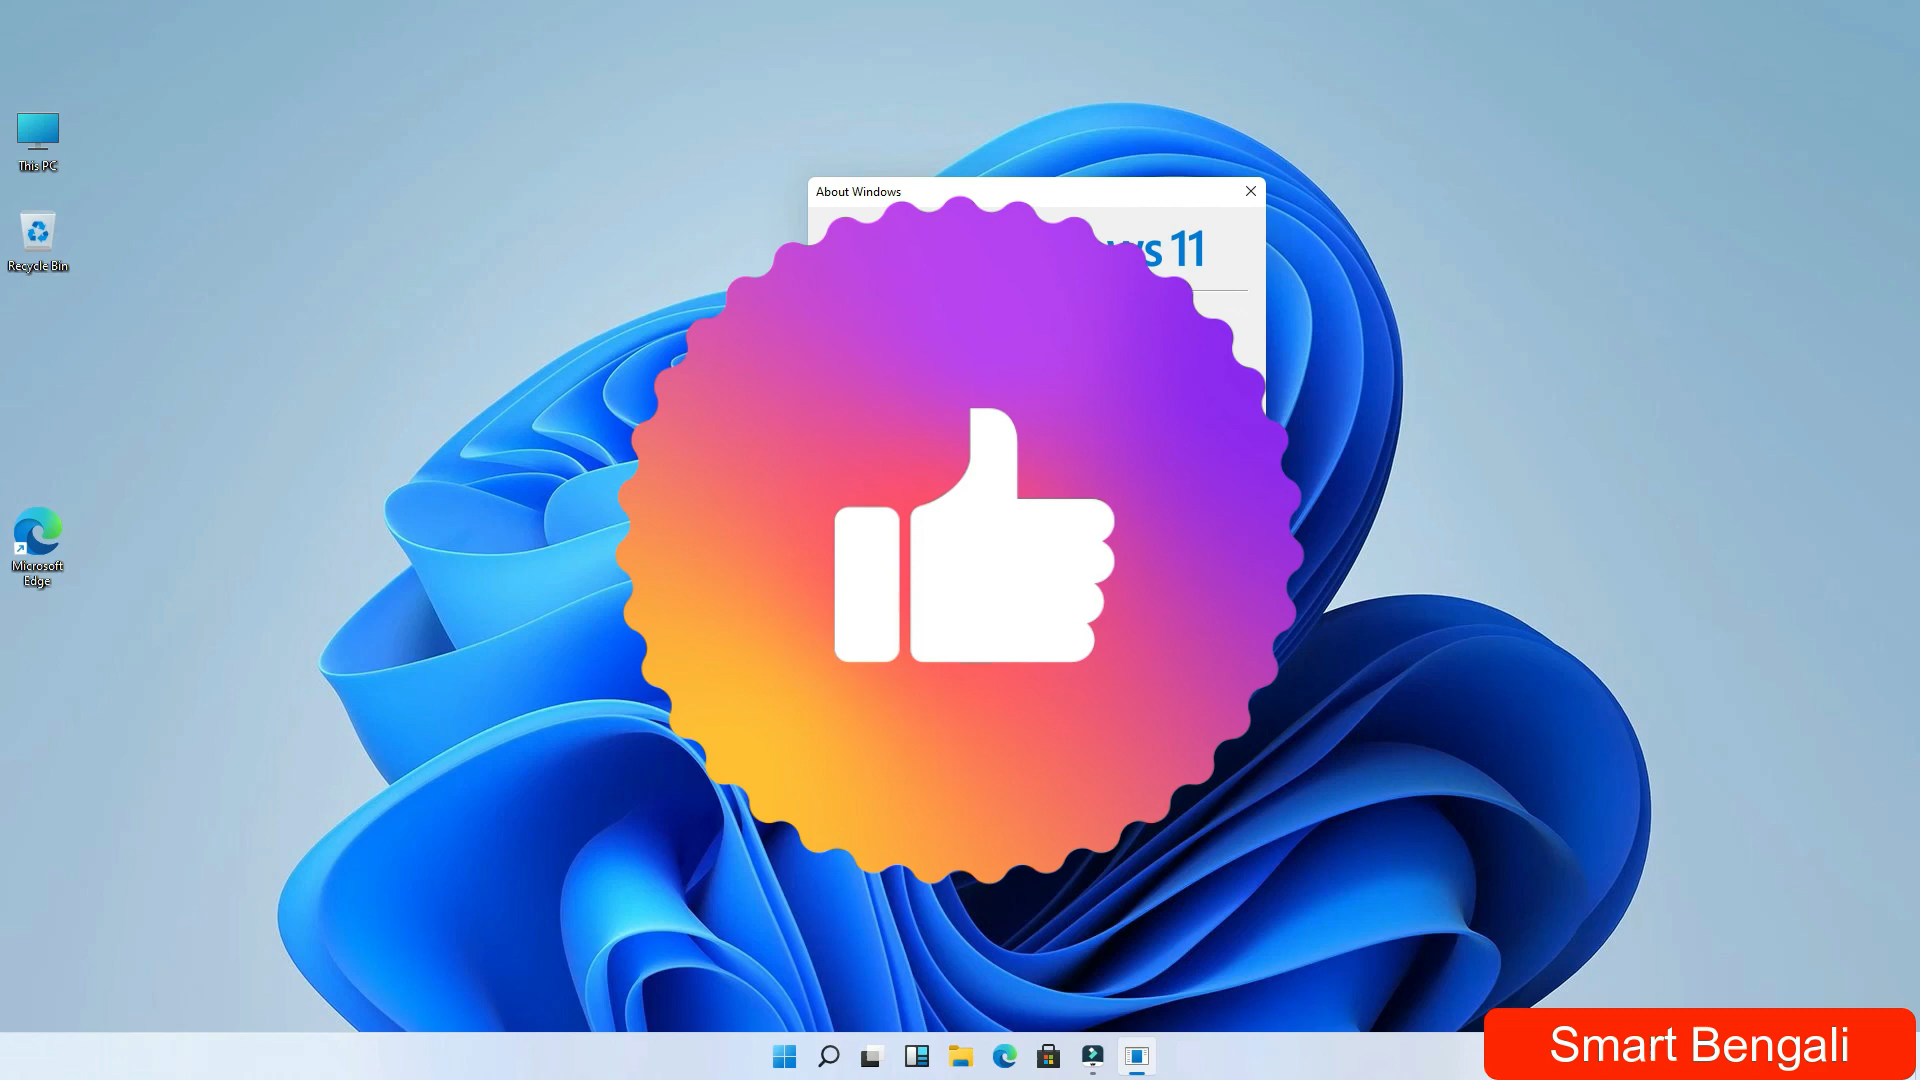 This PC
Recycle Bin
Microsoft
Edge
About Windows
11
Smart Bengali